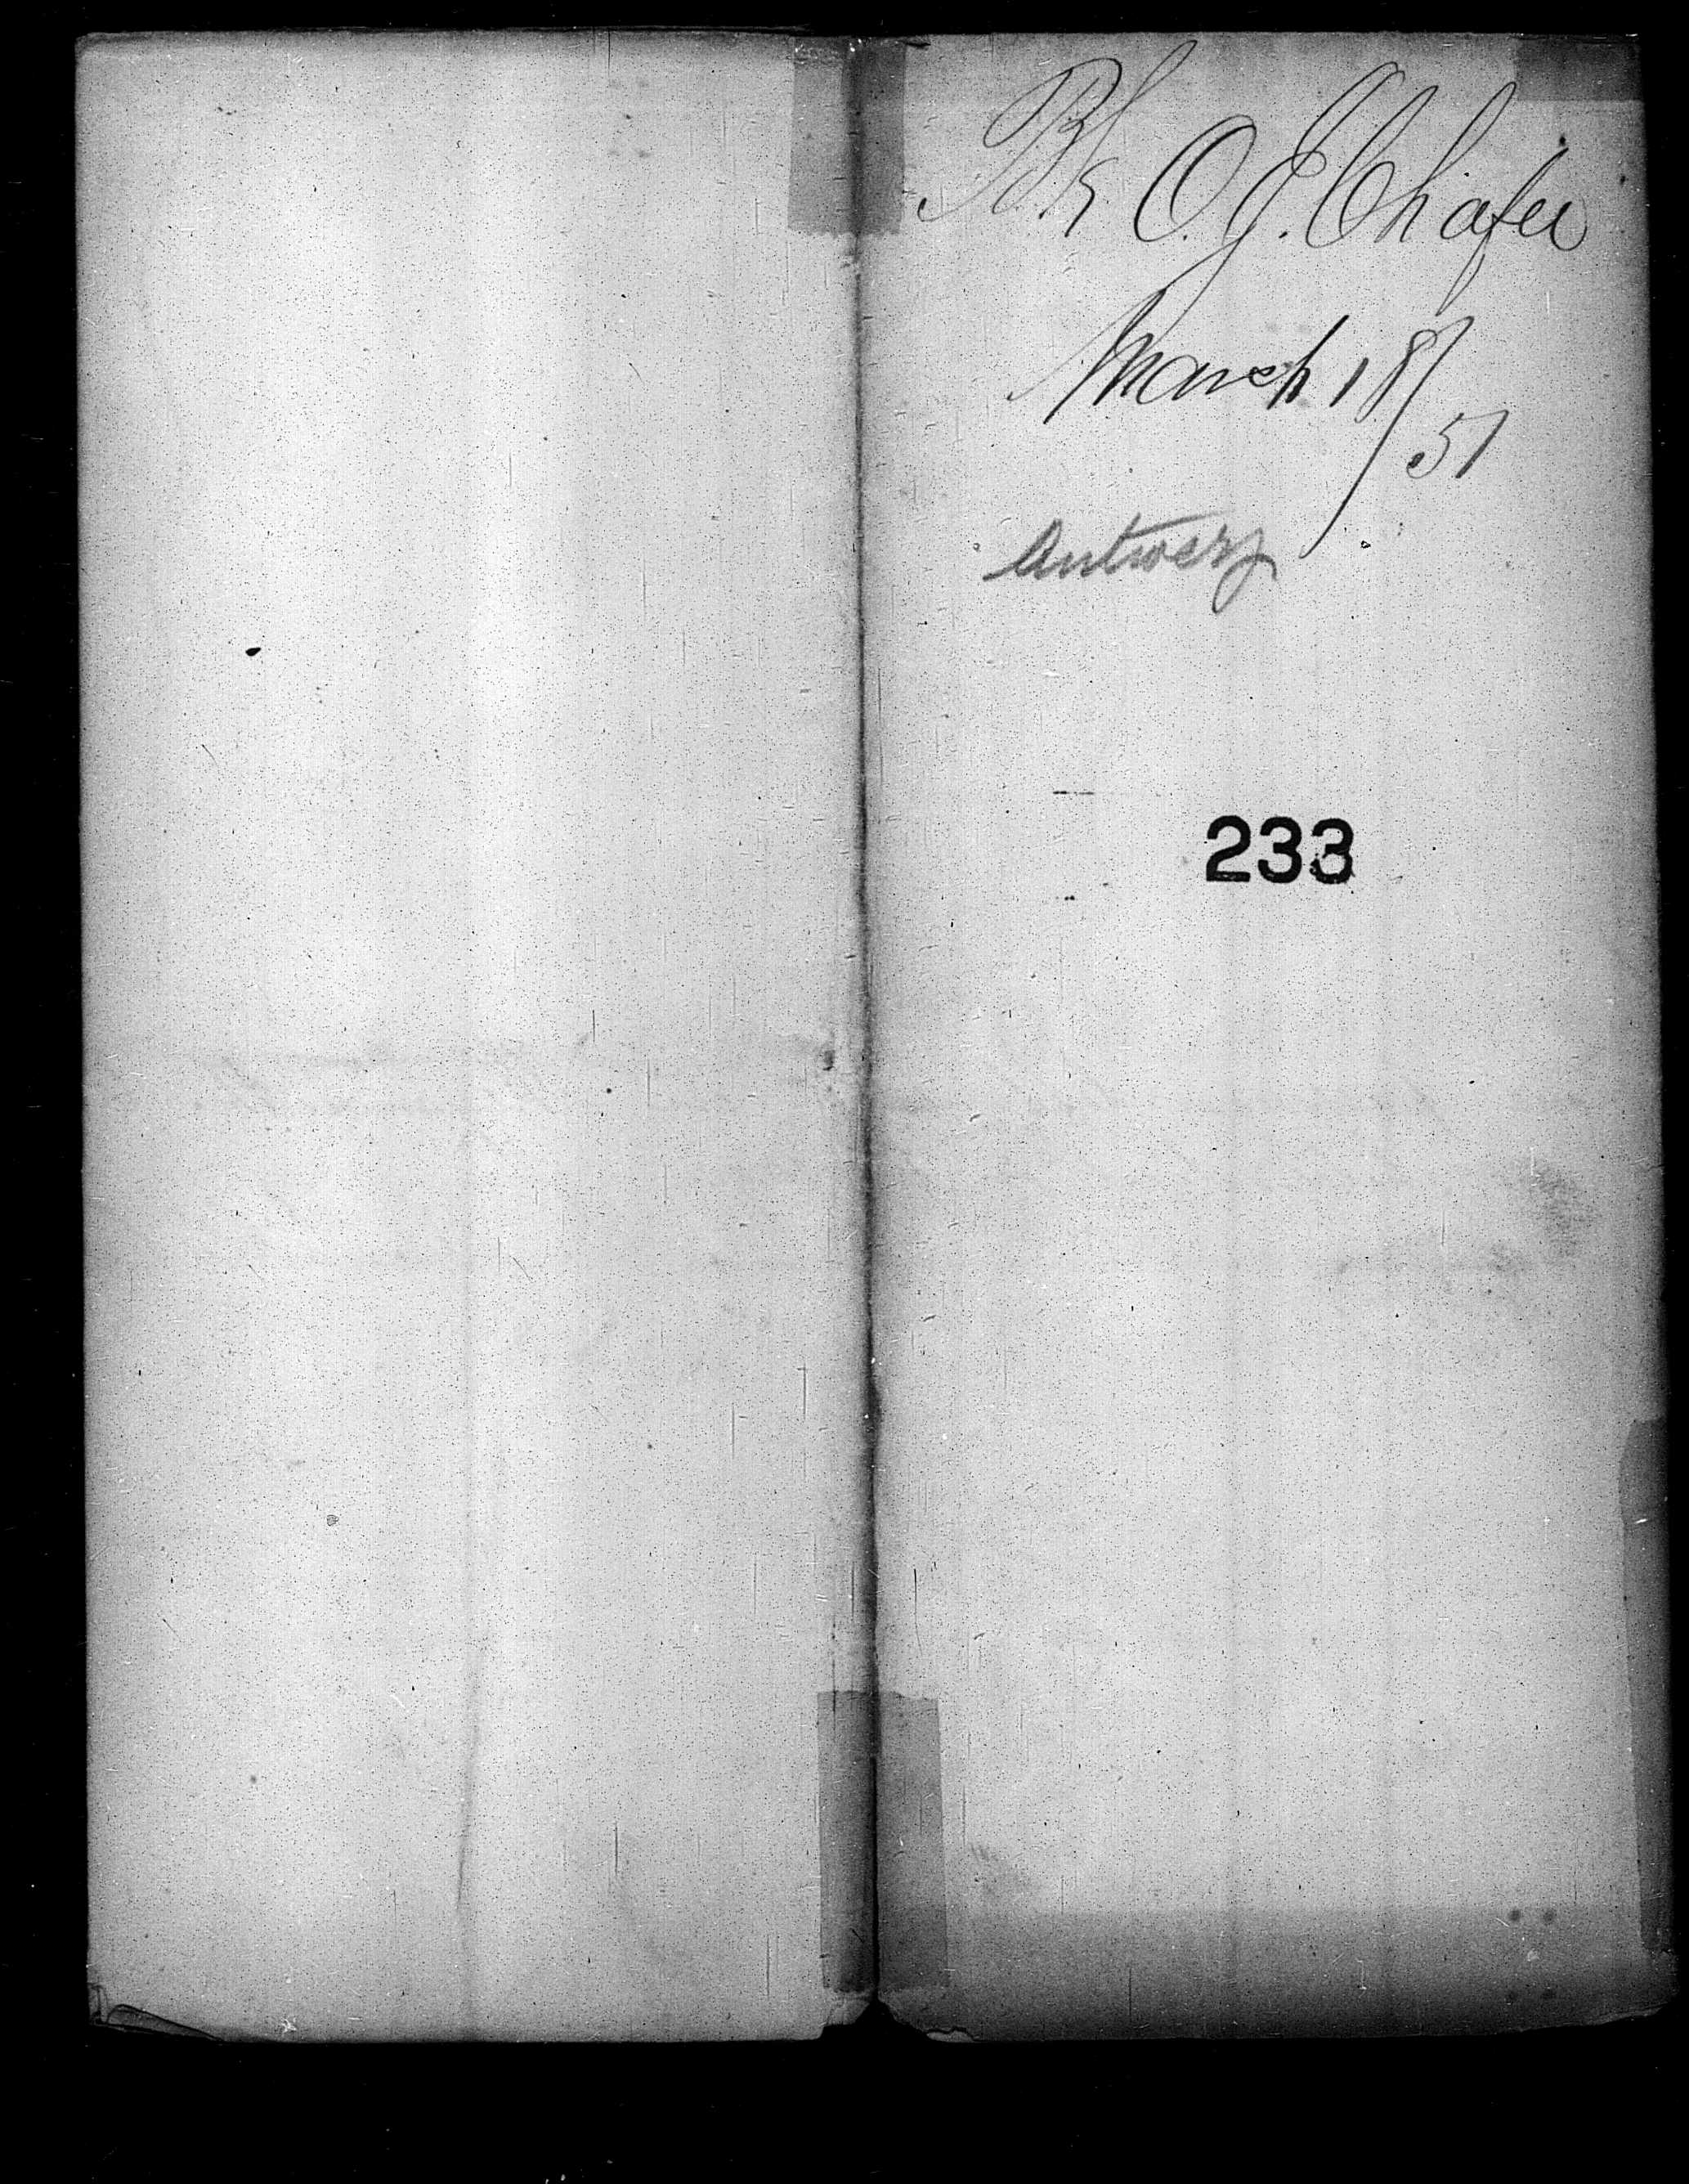 Bk O. J. Chafee
March 18/51
Antwerp
233